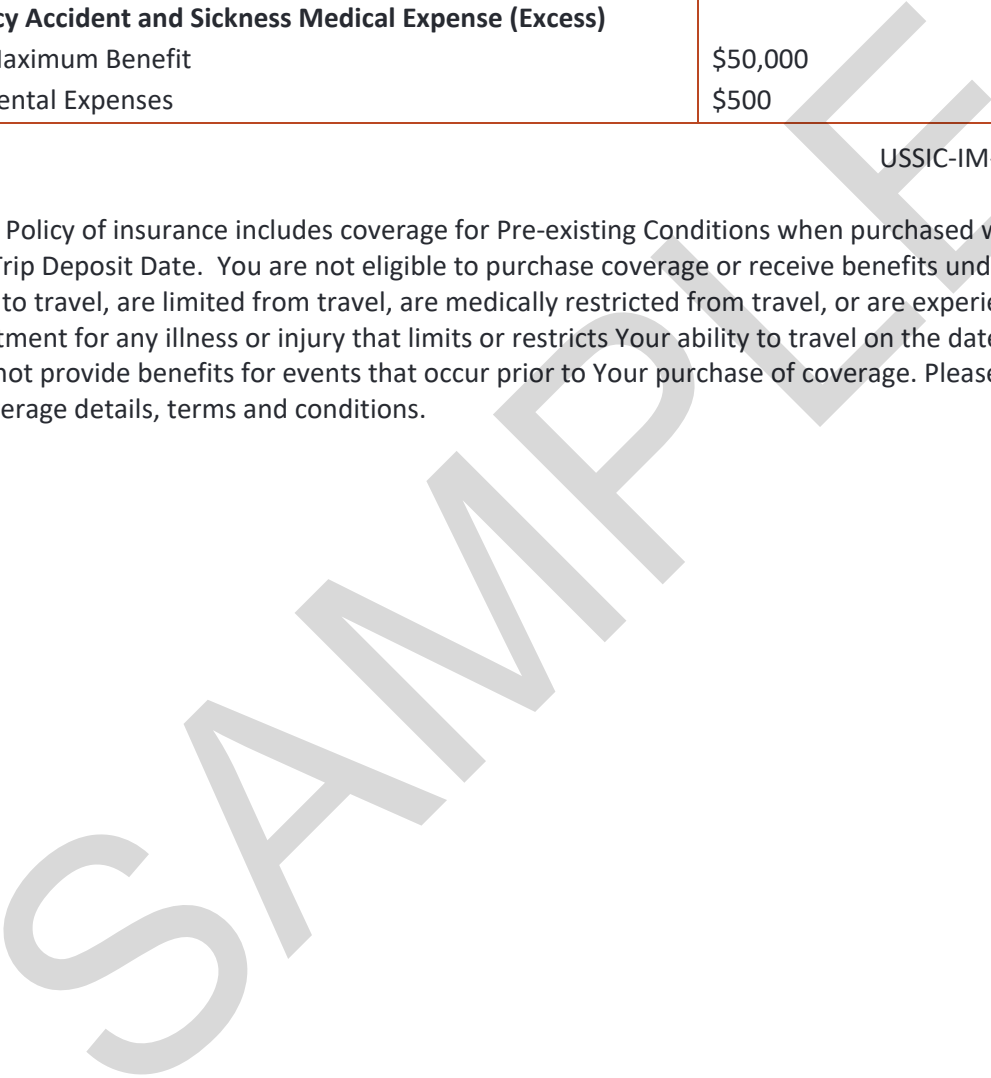 cy Accident and Sickness Medical Expense (Excess)
Maximum Benefit $50,000
ental Expenses $500
USSIC-IM-
Policy of insurance includes coverage for Pre-existing Conditions when purchased w
Trip Deposit Date.  You are not eligible to purchase coverage or receive benefits und
to travel, are limited from travel, are medically restricted from travel, or are experie
tment for any illness or injury that limits or restricts Your ability to travel on the date
not provide benefits for events that occur prior to Your purchase of coverage. Please
erage details, terms and conditions.
SAMPLE